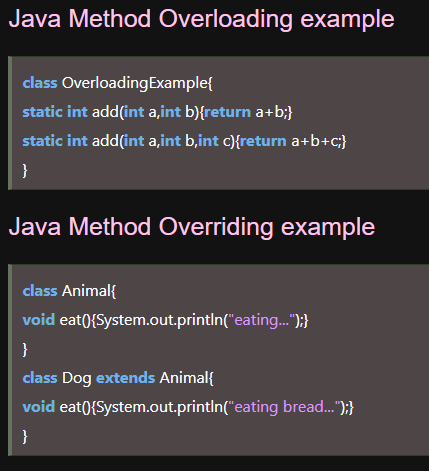 Java Method Overloading example
class OverloadingExample{
static int add(int a,int b){return a+b;}
static int add(int a,int b,int c){return a+b+c;}
}
Java Method Overriding example
class Animal{
void eat(){System.out.println("eating...");}
}
class Dog extends Animal{
void eat(){System.out.println("eating bread...");}
}